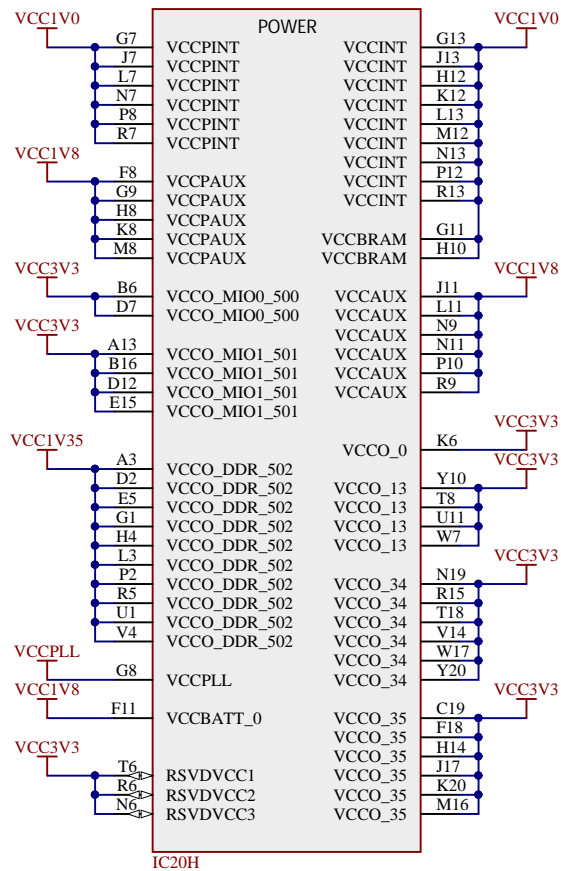 VCC1V0 POWER VCC1V0
G7 VCCPINT VCCINT G13
J7 VCCPINT VCCINT J13
L7 VCCPINT VCCINT H12
N7 VCCPINT VCCINT K12
P8 VCCPINT VCCINT L13
R7 VCCPINT VCCINT M12
VCC1V8 VCCINT N13
F8 VCCPAUX VCCINT P12
G9 VCCPAUX VCCINT R13
H8 VCCPAUX
K8 VCCPAUX VCCBRAM G11
M8 VCCPAUX VCCBRAM H10
VCC3V3 VCC1V8
B6 VCCO_MIO0_500 VCCAUX J11
D7 VCCO_MIO0_500 VCCAUX L11
VCC3V3 VCCAUX N9
A13 VCCO_MIO1_501 VCCAUX N11
B16 VCCO_MIO1_501 VCCAUX P10
D12 VCCO_MIO1_501 VCCAUX R9
E15 VCCO_MIO1_501
VCC3V3
VCC1V35 VCCO_0 K6
VCC3V3
A3 VCCO_DDR_502
D2 VCCO_DDR_502 VCCO_13 Y10
E5 VCCO_DDR_502 VCCO_13 T8
G1 VCCO_DDR_502 VCCO_13 U11
H4 VCCO_DDR_502 VCCO_13 W7
L3 VCCO_DDR_502 VCC3V3
P2 VCCO_DDR_502 VCCO_34 N19
R5 VCCO_DDR_502 VCCO_34 R15
U1 VCCO_DDR_502 VCCO_34 T18
V4 VCCO_DDR_502 VCCO_34 V14
VCCPLL VCCO_34 W17
G8 VCCPLL VCCO_34 Y20
VCC1V8 VCC3V3
F11 VCCBATT_0 VCCO_35 C19
VCCO_35 F18
VCC3V3 VCCO_35 H14
T6 RSVDVCC1 VCCO_35 J17
R6 RSVDVCC2 VCCO_35 K20
N6 RSVDVCC3 VCCO_35 M16
IC20H